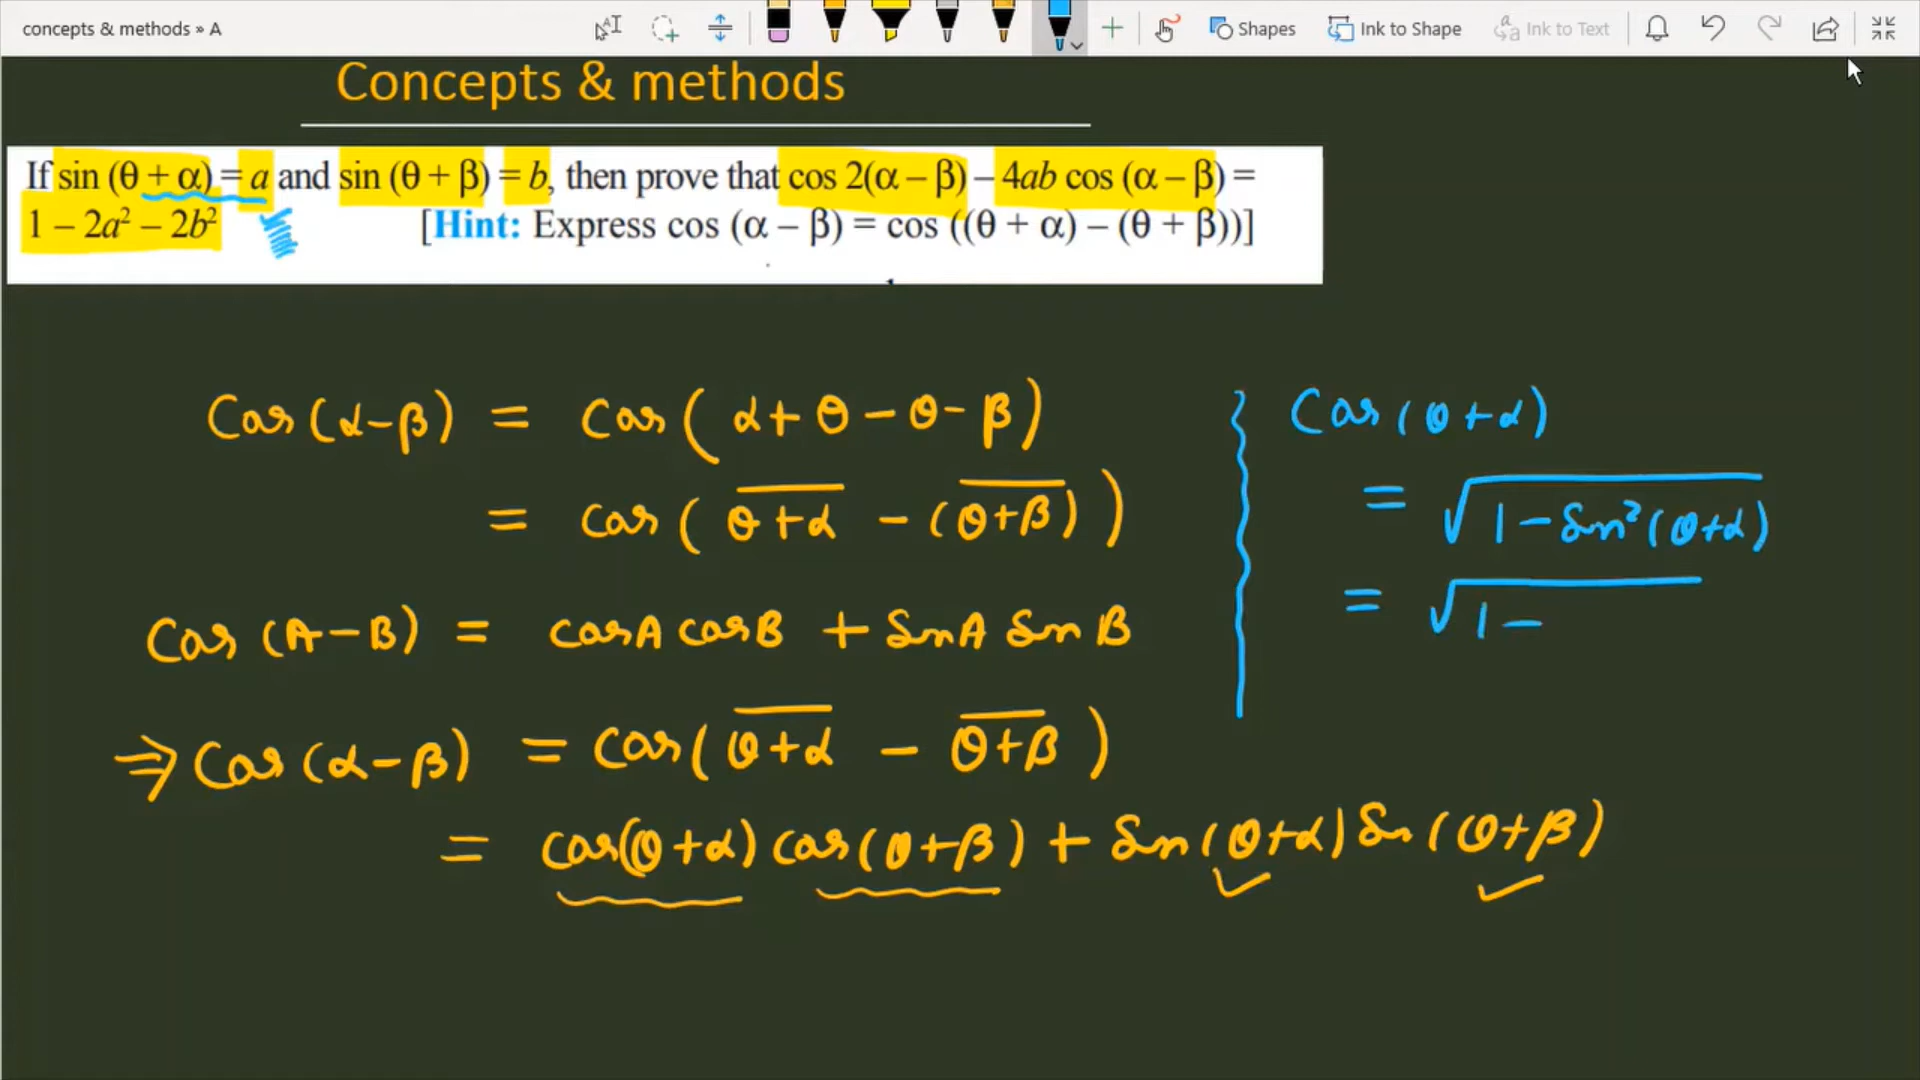 concepts & methods » A
Shapes
Ink to Shape
Ink to Text
Concepts & methods
If sin (θ + α) = a and sin (θ + β) = b, then prove that cos 2(α – β) – 4ab cos (α – β) =
1 – 2a² – 2b² [Hint: Express cos (α – β) = cos ((θ + α) – (θ + β))]
Cos(α-β) = Cos(α+θ-θ-β)
= Cos(θ+α - (θ+β))
Cos(A-B) = cosA cosB + SinA Sin B
⇒ Cos(α-β) = Cos(θ+α - θ+β)
= Cos(θ+α) Cos(θ+β) + Sin(θ+α) Sin(θ+β)
Cos(θ+α)
= √1-Sin²(θ+α)
= √1-